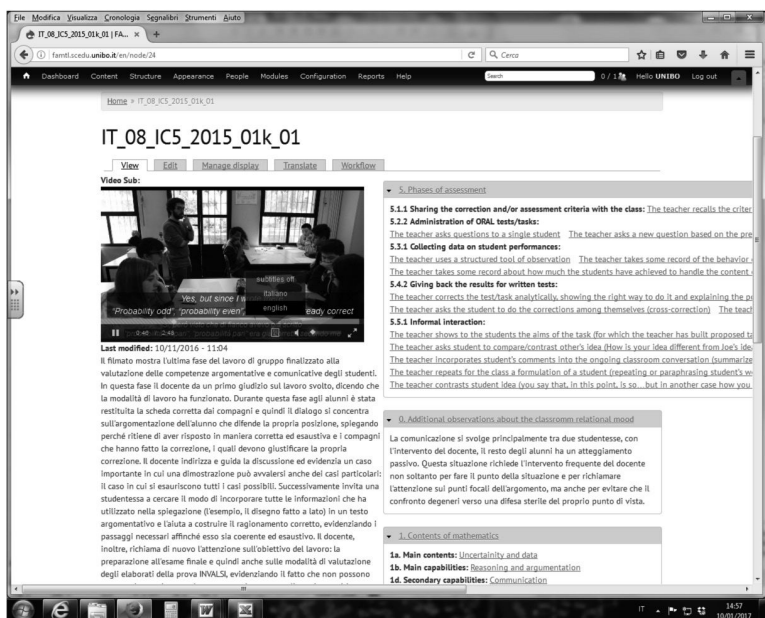 File Modifica Visualizza Cronologia Segnalibri Strumenti Aiuto
IT_08_IC5_2015_01k_01 | FA... × +
famt.scedu.unibo.it/en/node/24
Cerca
Dashboard Content Structure Appearance People Modules Configuration Reports Help Search 0 / 1 Hello UNIBO Log out
Home » IT_08_IC5_2015_01k_01
IT_08_IC5_2015_01k_01
View Edit Manage display Translate Workflow
Video Sub:
subtitles off
italiano
english
Yes, but since I w
"Probability odd", "probability even", eady correct
0:46 2:48
Last modified: 10/11/2016 - 11:04
Il filmato mostra l'ultima fase del lavoro di gruppo finalizzato alla
valutazione delle competenze argomentative e comunicative degli studenti.
In questa fase il docente da un primo giudizio sul lavoro svolto, dicendo che
la modalità di lavoro ha funzionato. Durante questa fase agli alunni è stata
restituita la scheda corretta dai compagni e quindi il dialogo si concentra
sull'argomentazione dell'alunno che difende la propria posizione, spiegando
perché ritiene di aver risposto in maniera corretta ed esaustiva e i compagni
che hanno fatto la correzione, i quali devono giustificare la propria
correzione. Il docente indirizza e guida la discussione ed evidenzia un caso
importante in cui una dimostrazione può avvalersi anche dei casi particolari:
il caso in cui si esauriscono tutti i casi possibili. Successivamente invita una
studentessa a cercare il modo di incorporare tutte le informazioni che ha
utilizzato nella spiegazione (l'esempio, il disegno fatto a lato) in un testo
argomentativo e l'aiuta a costruire il ragionamento corretto, evidenziando i
passaggi necessari affinché esso sia coerente ed esaustivo. Il docente,
inoltre, richiama di nuovo l'attenzione sull'obiettivo del lavoro: la
preparazione all'esame finale e quindi anche sulle modalità di valutazione
degli elaborati della prova INVALSI, evidenziando il fatto che non possono
5. Phases of assessment
5.1.1 Sharing the correction and/or assessment criteria with the class: The teacher recalls the criter
5.2.2 Administration of ORAL tests/tasks:
The teacher asks questions to a single student The teacher asks a new question based on the pre
5.3.1 Collecting data on student performances:
The teacher uses a structured tool of observation The teacher takes some record of the behavior
The teacher takes some record about how much the students have achieved to handle the content
5.4.2 Giving back the results for written tests:
The teacher corrects the test/task analytically, showing the right way to do it and explaining the po
The teacher asks the student to do the corrections among themselves (cross-correction) The teach
5.5.1 Informal interaction:
The teacher shows to the students the aims of the task (for which the teacher has built proposed ta
The teacher asks student to compare/contrast other's idea (How is your idea different from Joe's idea
The teacher incorporates student's comments into the ongoing classroom conversation (summarize
The teacher repeats for the class a formulation of a student (repeating or paraphrasing student's w
The teacher contrasts student idea (you say that, in this point, is so... but in another case how you
0. Additional observations about the classromm relational mood
La comunicazione si svolge principalmente tra due studentesse, con
l'intervento del docente, il resto degli alunni ha un atteggiamento
passivo. Questa situazione richiede l'intervento frequente del docente
non soltanto per fare il punto della situazione e per richiamare
l'attenzione sui punti focali dell'argomento, ma anche per evitare che il
confronto degeneri verso una difesa sterile del proprio punto di vista.
1. Contents of mathematics
1a. Main contents: Uncertainity and data
1b. Main capabilities: Reasoning and argumentation
1d. Secondary capabilities: Communication
IT 14:57
10/01/2017